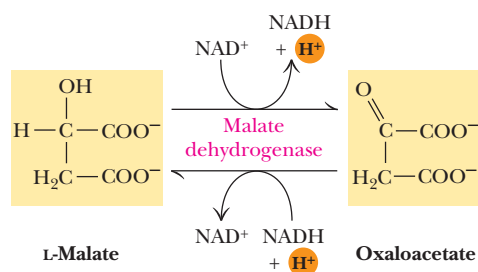 NADH
NAD⁺ + H⁺
OH O
H—C—COO⁻ C—COO⁻
Malate
dehydrogenase
H₂C—COO⁻ H₂C—COO⁻
NAD⁺ NADH
+ H⁺
L-Malate Oxaloacetate